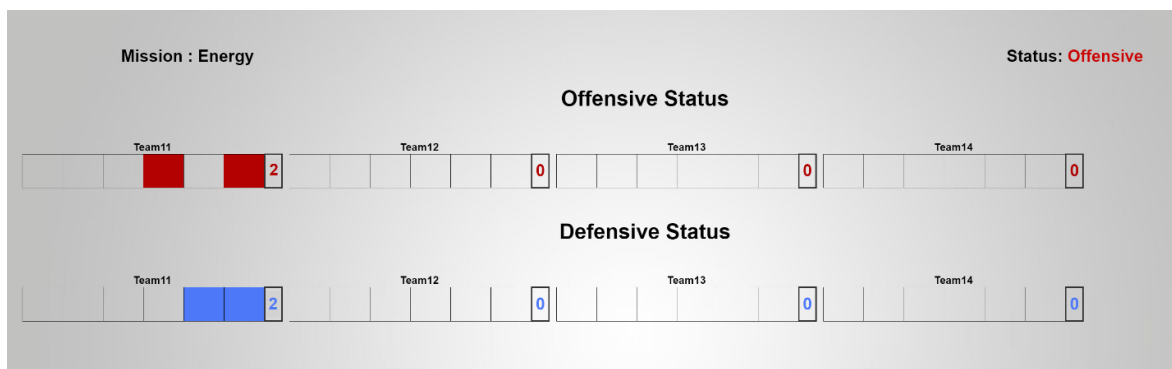 Mission : Energy
Status: Offensive
Offensive Status
Team11 Team12 Team13 Team14
2 0 0 0
Defensive Status
Team11 Team12 Team13 Team14
2 0 0 0